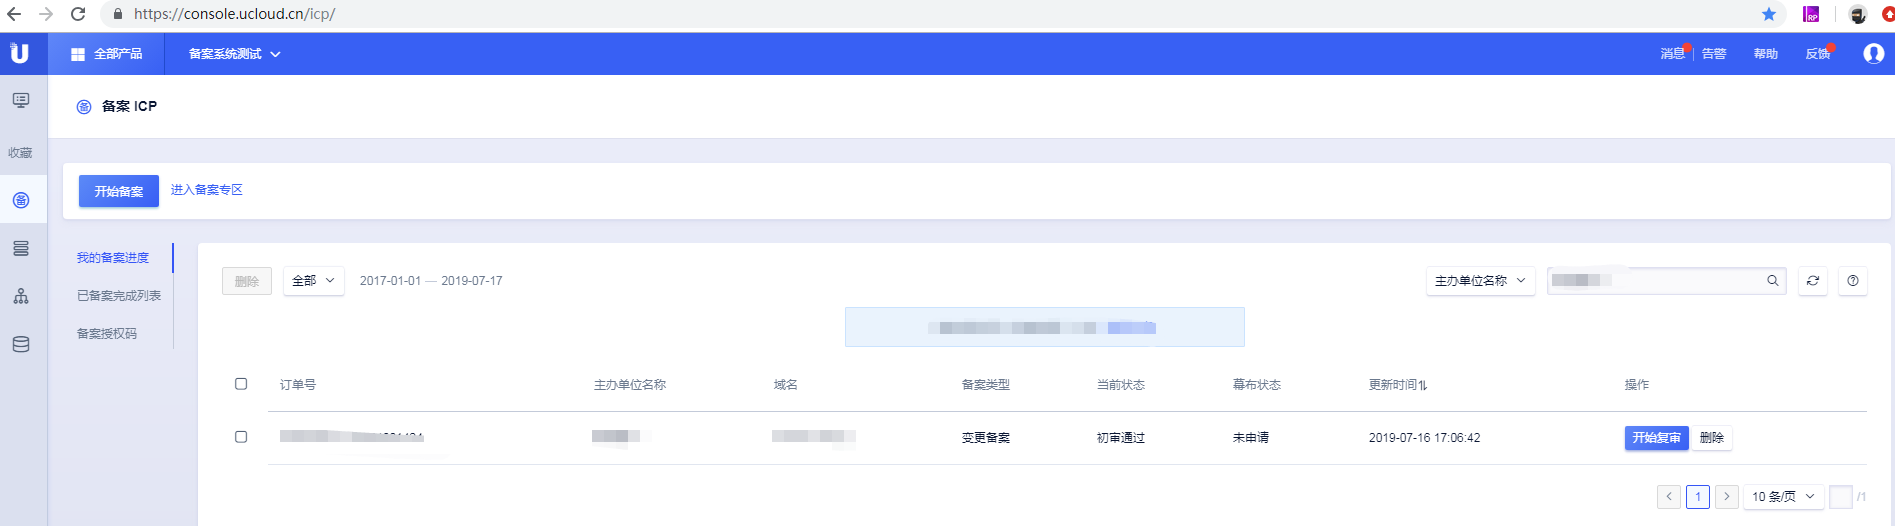 https://console.ucloud.cn/icp/
全部产品 备案系统测试 消息 告警 帮助 反馈
备 备案 ICP
收藏
开始备案 进入备案专区
备
我的备案进度
已备案完成列表
备案授权码
删除 全部 2017-01-01 — 2019-07-17 主办单位名称
订单号 主办单位名称 域名 备案类型 当前状态 幕布状态 更新时间 操作
变更备案 初审通过 未申请 2019-07-16 17:06:42 开始复审 删除
1 10 条/页 /1